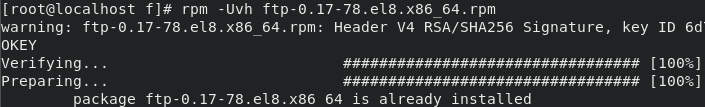 [root@localhost f]# rpm -Uvh ftp-0.17-78.el8.x86_64.rpm
warning: ftp-0.17-78.el8.x86_64.rpm: Header V4 RSA/SHA256 Signature, key ID 6d
OKEY
Verifying... ################################# [100%]
Preparing... ################################# [100%]
package ftp-0.17-78.el8.x86_64 is already installed